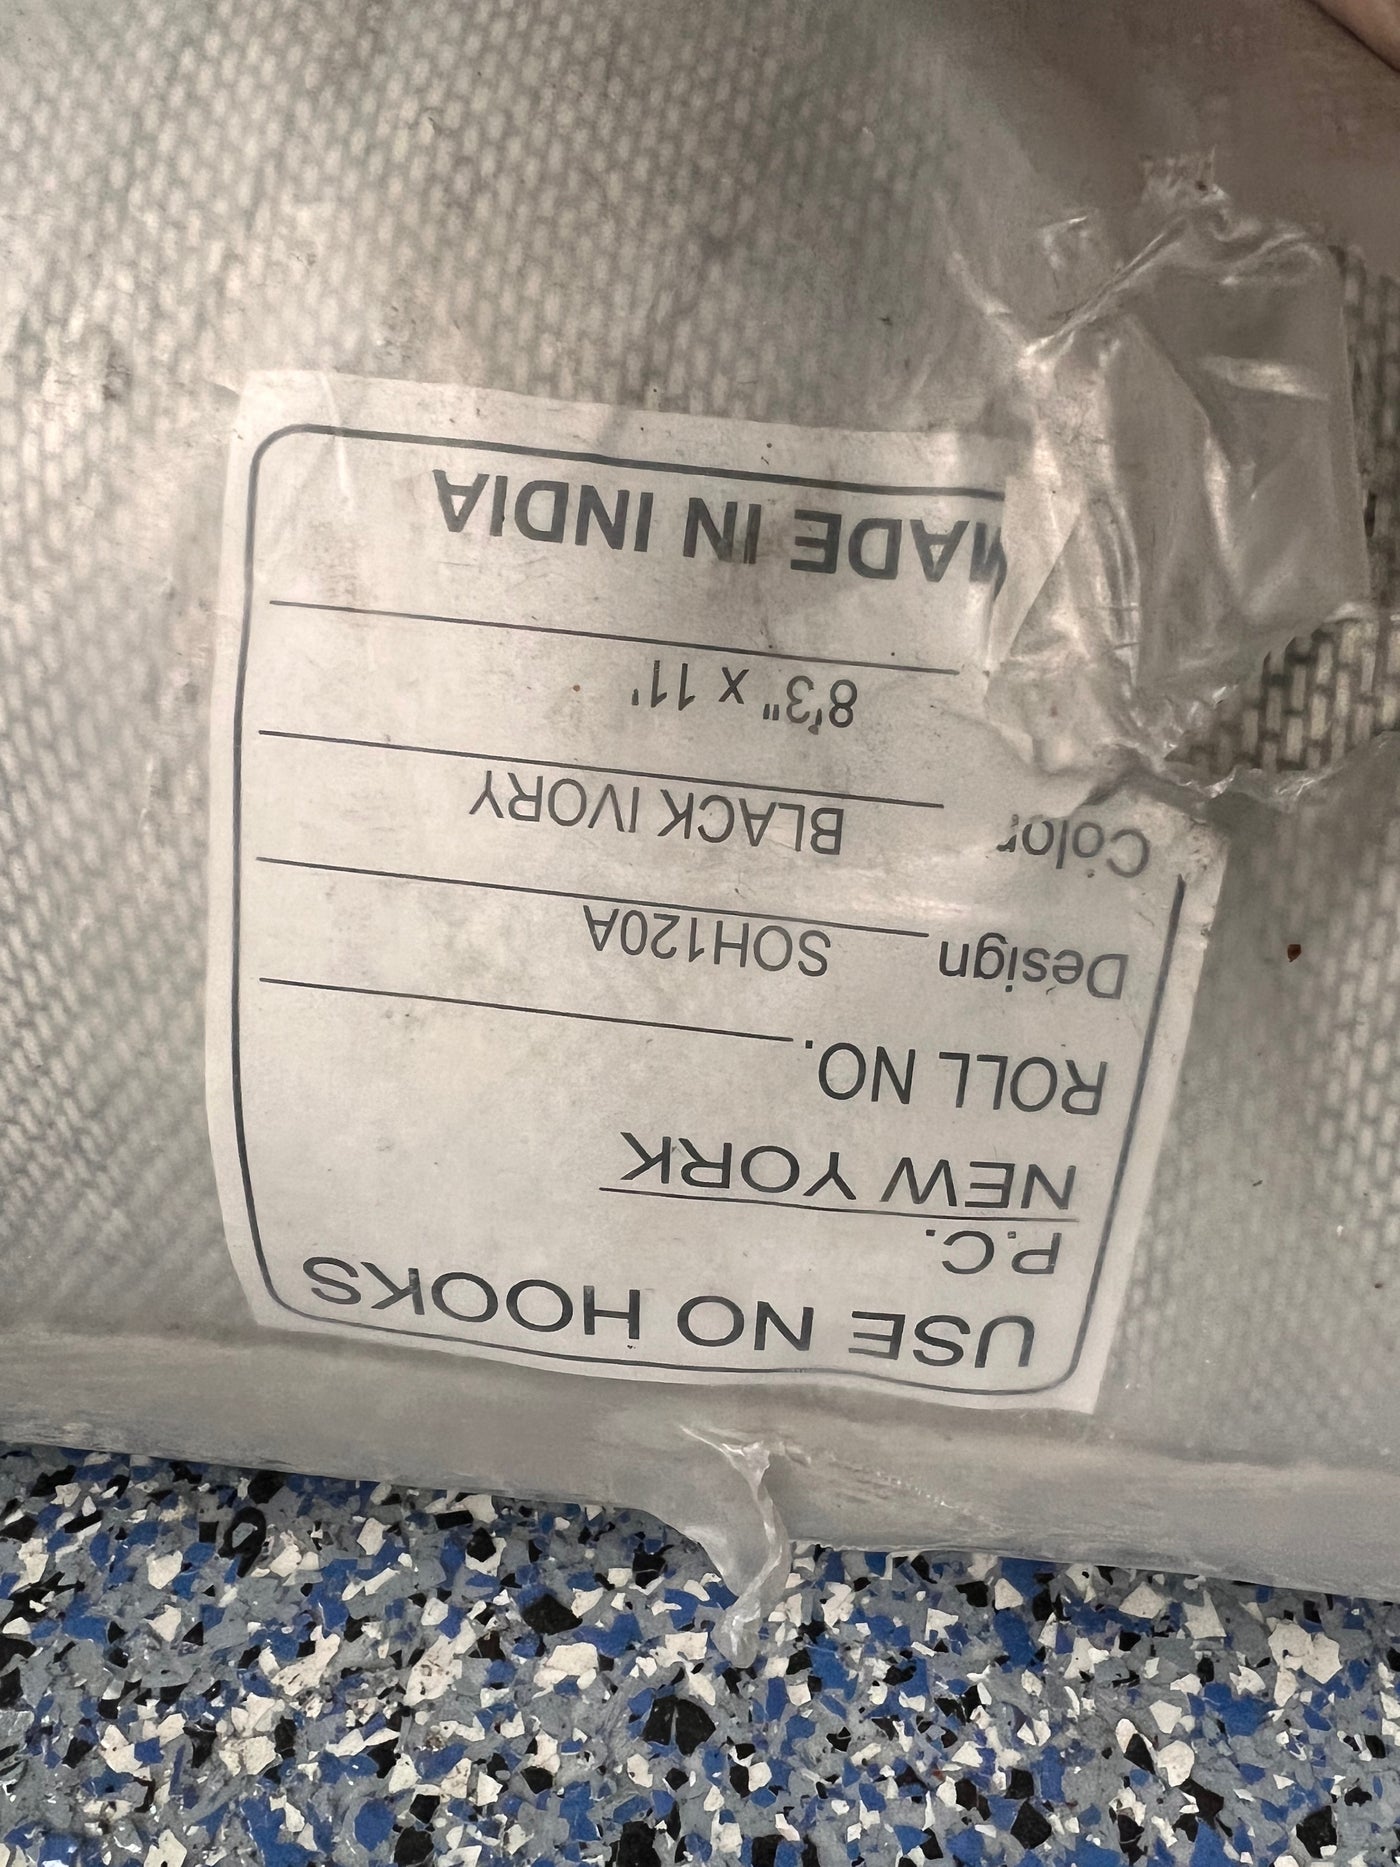 USE NO HOOKS
P.C.
NEW YORK
ROLL NO.
Design SOH120A
Color BLACK IVORY
8'3" x 11'
MADE IN INDIA